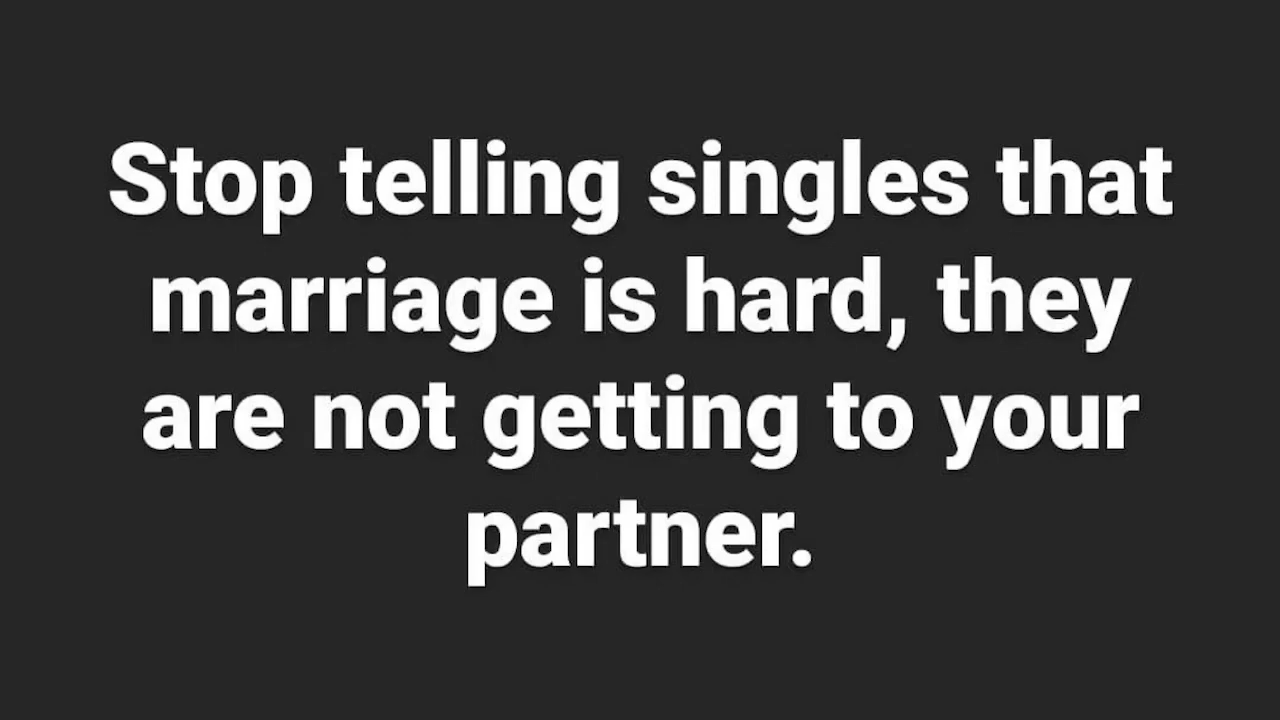 Stop telling singles that
marriage is hard, they
are not getting to your
partner.